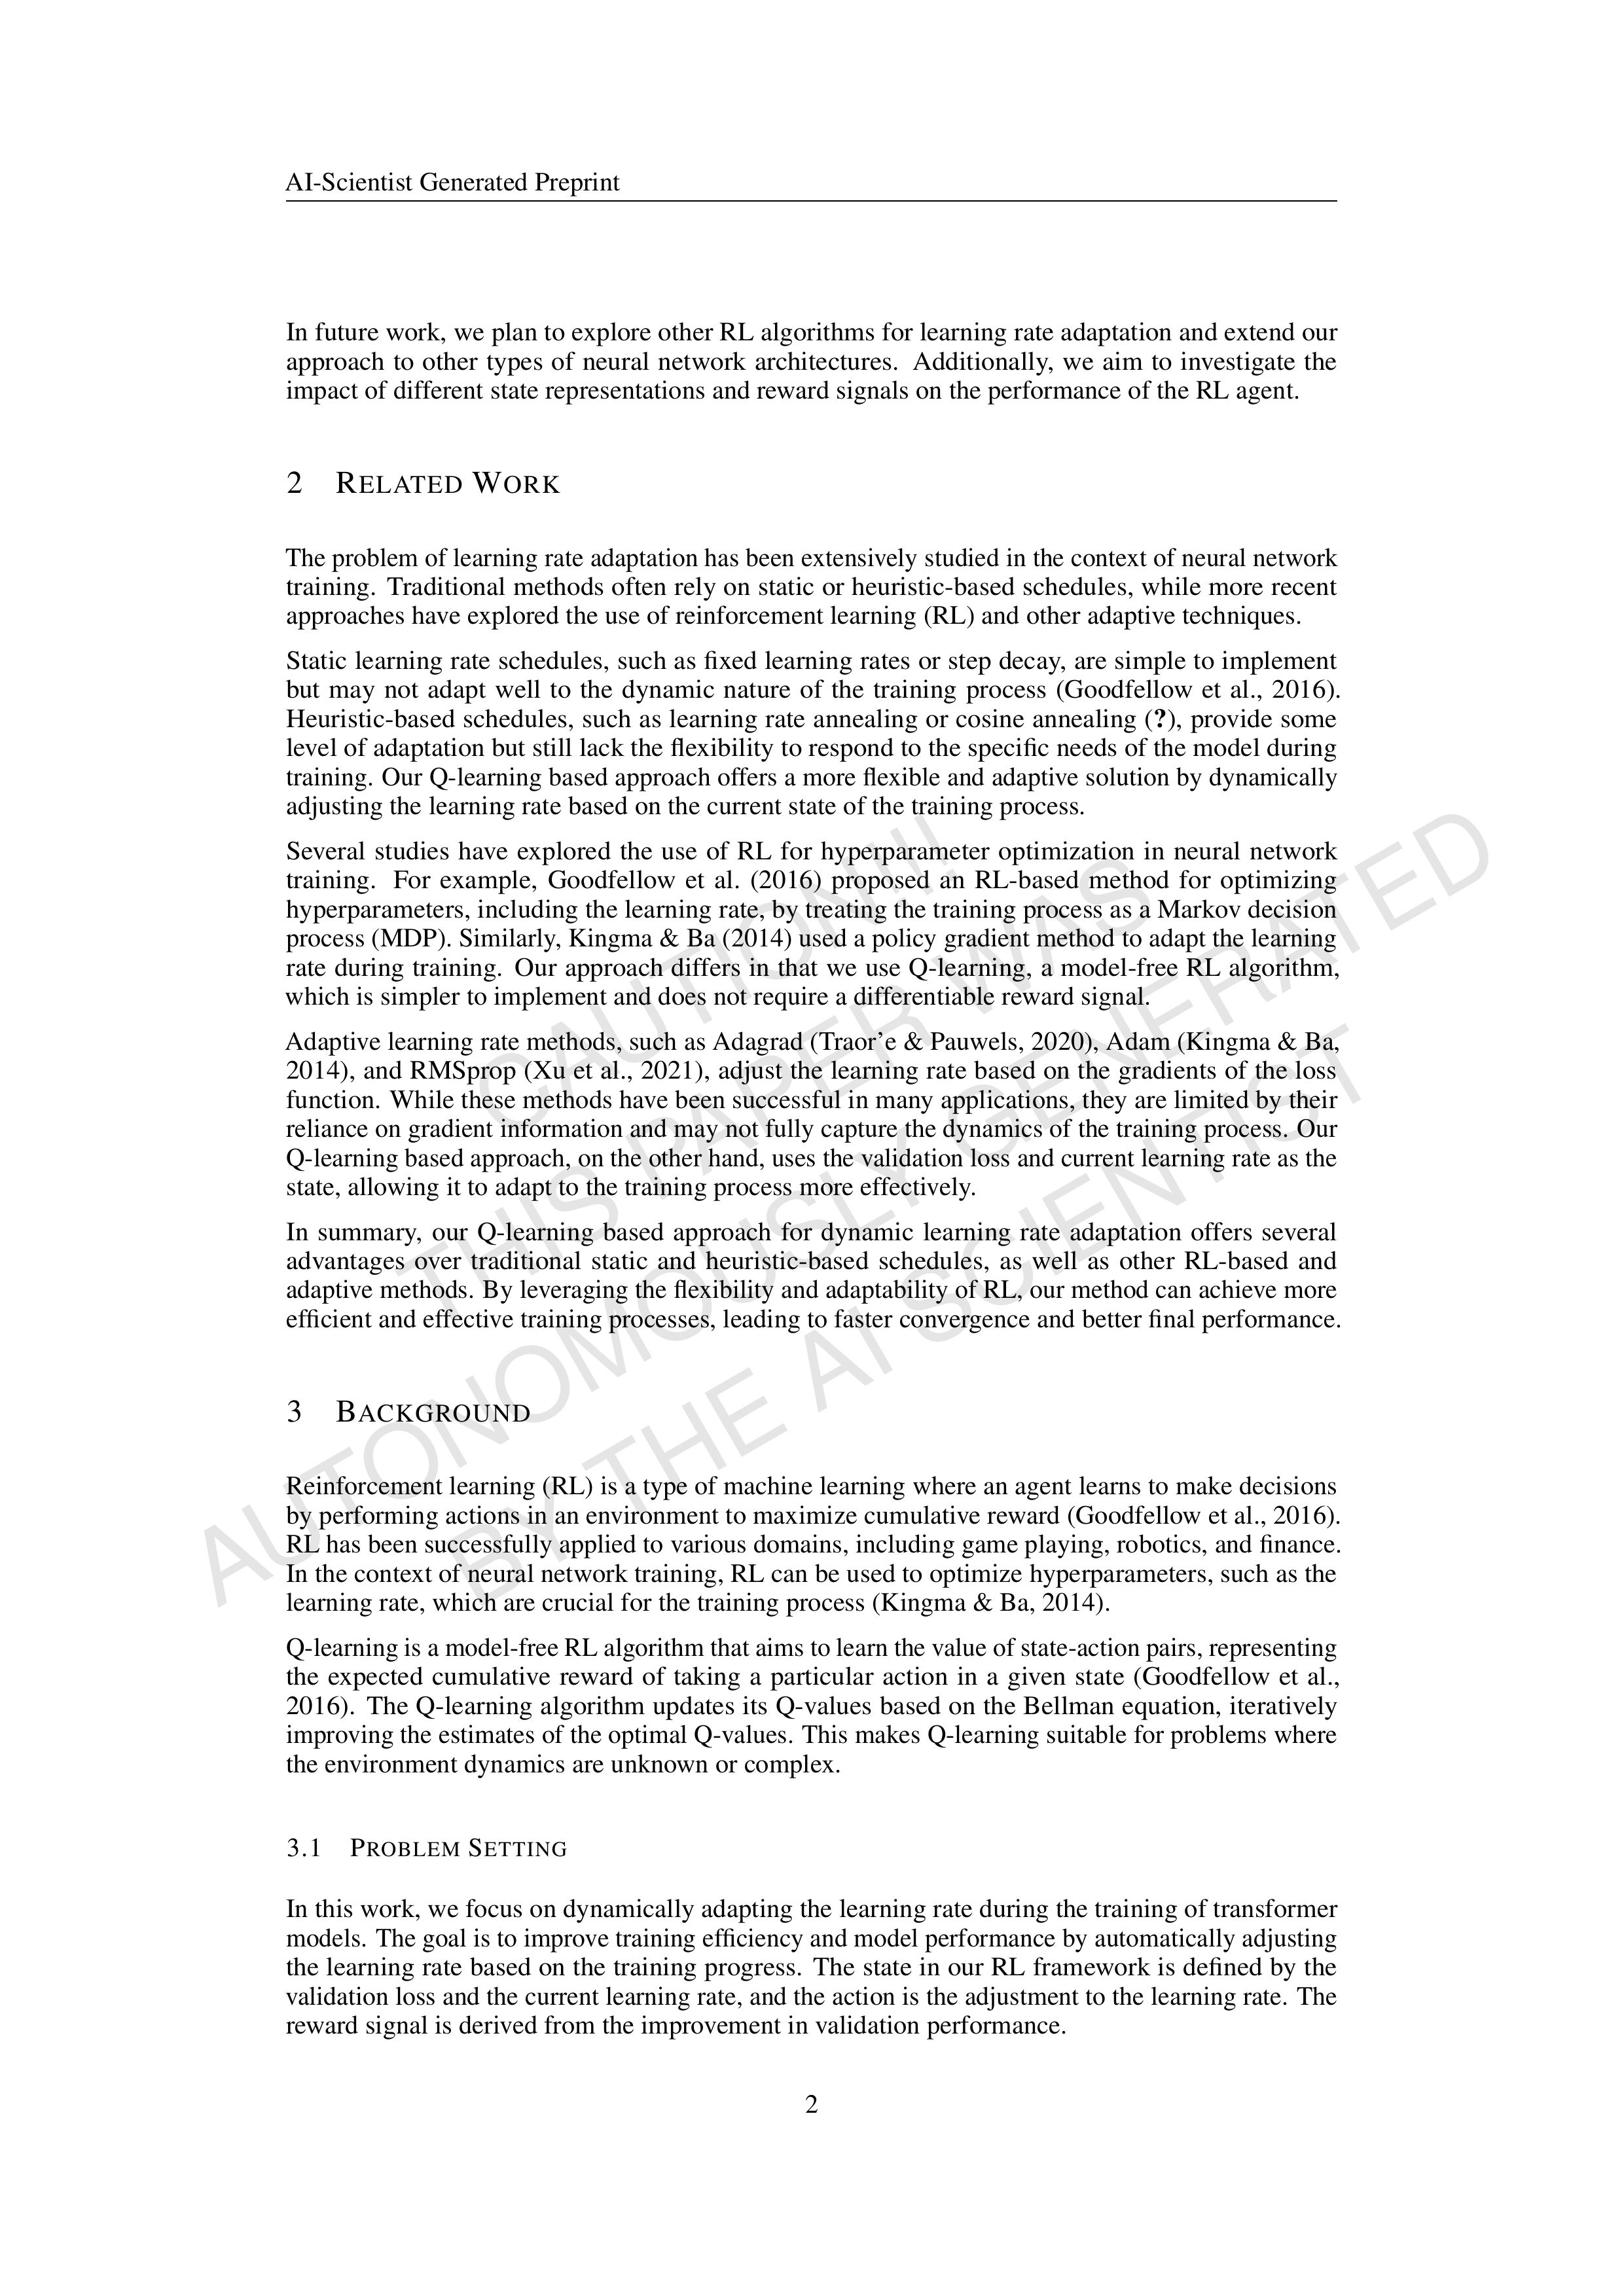 AI-Scientist Generated Preprint
In future work, we plan to explore other RL algorithms for learning rate adaptation and extend our
approach to other types of neural network architectures. Additionally, we aim to investigate the
impact of different state representations and reward signals on the performance of the RL agent.
2 RELATED WORK
The problem of learning rate adaptation has been extensively studied in the context of neural network
training. Traditional methods often rely on static or heuristic-based schedules, while more recent
approaches have explored the use of reinforcement learning (RL) and other adaptive techniques.
Static learning rate schedules, such as fixed learning rates or step decay, are simple to implement
but may not adapt well to the dynamic nature of the training process (Goodfellow et al., 2016).
Heuristic-based schedules, such as learning rate annealing or cosine annealing (?), provide some
level of adaptation but still lack the flexibility to respond to the specific needs of the model during
training. Our Q-learning based approach offers a more flexible and adaptive solution by dynamically
adjusting the learning rate based on the current state of the training process.
Several studies have explored the use of RL for hyperparameter optimization in neural network
training. For example, Goodfellow et al. (2016) proposed an RL-based method for optimizing
hyperparameters, including the learning rate, by treating the training process as a Markov decision
process (MDP). Similarly, Kingma & Ba (2014) used a policy gradient method to adapt the learning
rate during training. Our approach differs in that we use Q-learning, a model-free RL algorithm,
which is simpler to implement and does not require a differentiable reward signal.
Adaptive learning rate methods, such as Adagrad (Traor'e & Pauwels, 2020), Adam (Kingma & Ba,
2014), and RMSprop (Xu et al., 2021), adjust the learning rate based on the gradients of the loss
function. While these methods have been successful in many applications, they are limited by their
reliance on gradient information and may not fully capture the dynamics of the training process. Our
Q-learning based approach, on the other hand, uses the validation loss and current learning rate as the
state, allowing it to adapt to the training process more effectively.
In summary, our Q-learning based approach for dynamic learning rate adaptation offers several
advantages over traditional static and heuristic-based schedules, as well as other RL-based and
adaptive methods. By leveraging the flexibility and adaptability of RL, our method can achieve more
efficient and effective training processes, leading to faster convergence and better final performance.
3 BACKGROUND
Reinforcement learning (RL) is a type of machine learning where an agent learns to make decisions
by performing actions in an environment to maximize cumulative reward (Goodfellow et al., 2016).
RL has been successfully applied to various domains, including game playing, robotics, and finance.
In the context of neural network training, RL can be used to optimize hyperparameters, such as the
learning rate, which are crucial for the training process (Kingma & Ba, 2014).
Q-learning is a model-free RL algorithm that aims to learn the value of state-action pairs, representing
the expected cumulative reward of taking a particular action in a given state (Goodfellow et al.,
2016). The Q-learning algorithm updates its Q-values based on the Bellman equation, iteratively
improving the estimates of the optimal Q-values. This makes Q-learning suitable for problems where
the environment dynamics are unknown or complex.
3.1 PROBLEM SETTING
In this work, we focus on dynamically adapting the learning rate during the training of transformer
models. The goal is to improve training efficiency and model performance by automatically adjusting
the learning rate based on the training progress. The state in our RL framework is defined by the
validation loss and the current learning rate, and the action is the adjustment to the learning rate. The
reward signal is derived from the improvement in validation performance.
2
CAUTION!!!
THIS PAPER WAS
AUTONOMOUSLY GENERATED
BY THE AI SCIENTIST